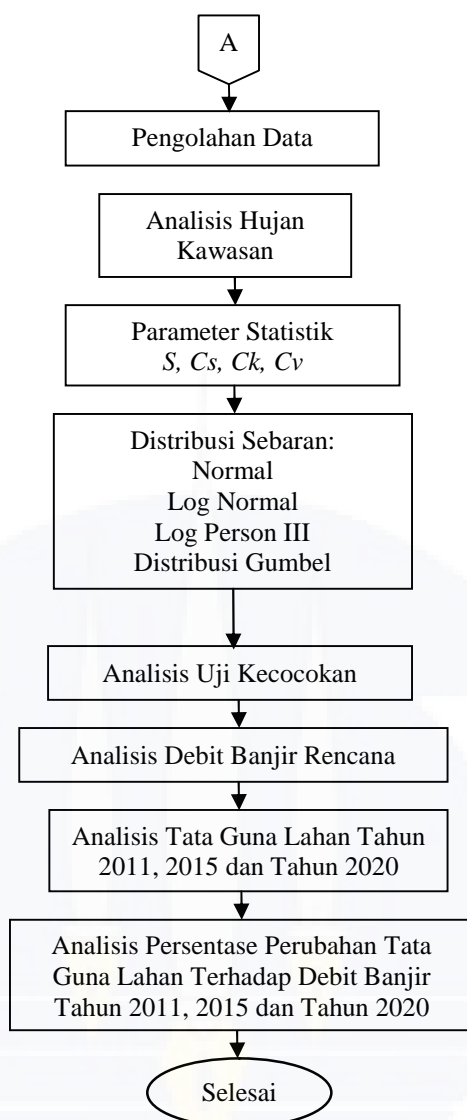 A
Pengolahan Data
Analisis Hujan
Kawasan
Parameter Statistik
S, Cs, Ck, Cv
Distribusi Sebaran:
Normal
Log Normal
Log Person III
Distribusi Gumbel
Analisis Uji Kecocokan
Analisis Debit Banjir Rencana
Analisis Tata Guna Lahan Tahun
2011, 2015 dan Tahun 2020
Analisis Persentase Perubahan Tata
Guna Lahan Terhadap Debit Banjir
Tahun 2011, 2015 dan Tahun 2020
Selesai